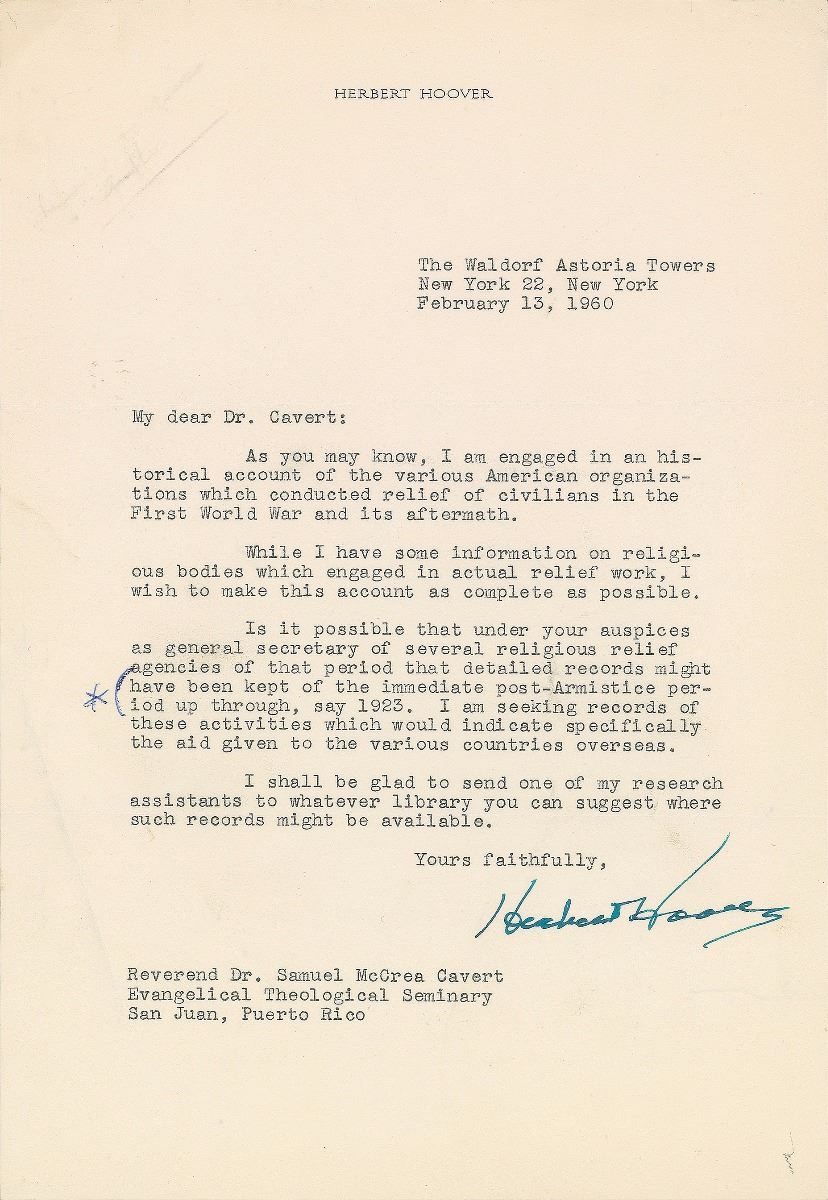 HERBERT HOOVER
The Waldorf Astoria Towers
New York 22, New York
February 13, 1960
My dear Dr. Cavert:
As you may know, I am engaged in an his-
torical account of the various American organiza-
tions which conducted relief of civilians in the
First World War and its aftermath.
While I have some information on religi-
ous bodies which engaged in actual relief work, I
wish to make this account as complete as possible.
Is it possible that under your auspices
as general secretary of several religious relief
agencies of that period that detailed records might
have been kept of the immediate post-Armistice per-
iod up through, say 1923. I am seeking records of
these activities which would indicate specifically
the aid given to the various countries overseas.
I shall be glad to send one of my research
assistants to whatever library you can suggest where
such records might be available.
Yours faithfully,
Herbert Hoover
Reverend Dr. Samuel McCrea Cavert
Evangelical Theological Seminary
San Juan, Puerto Rico